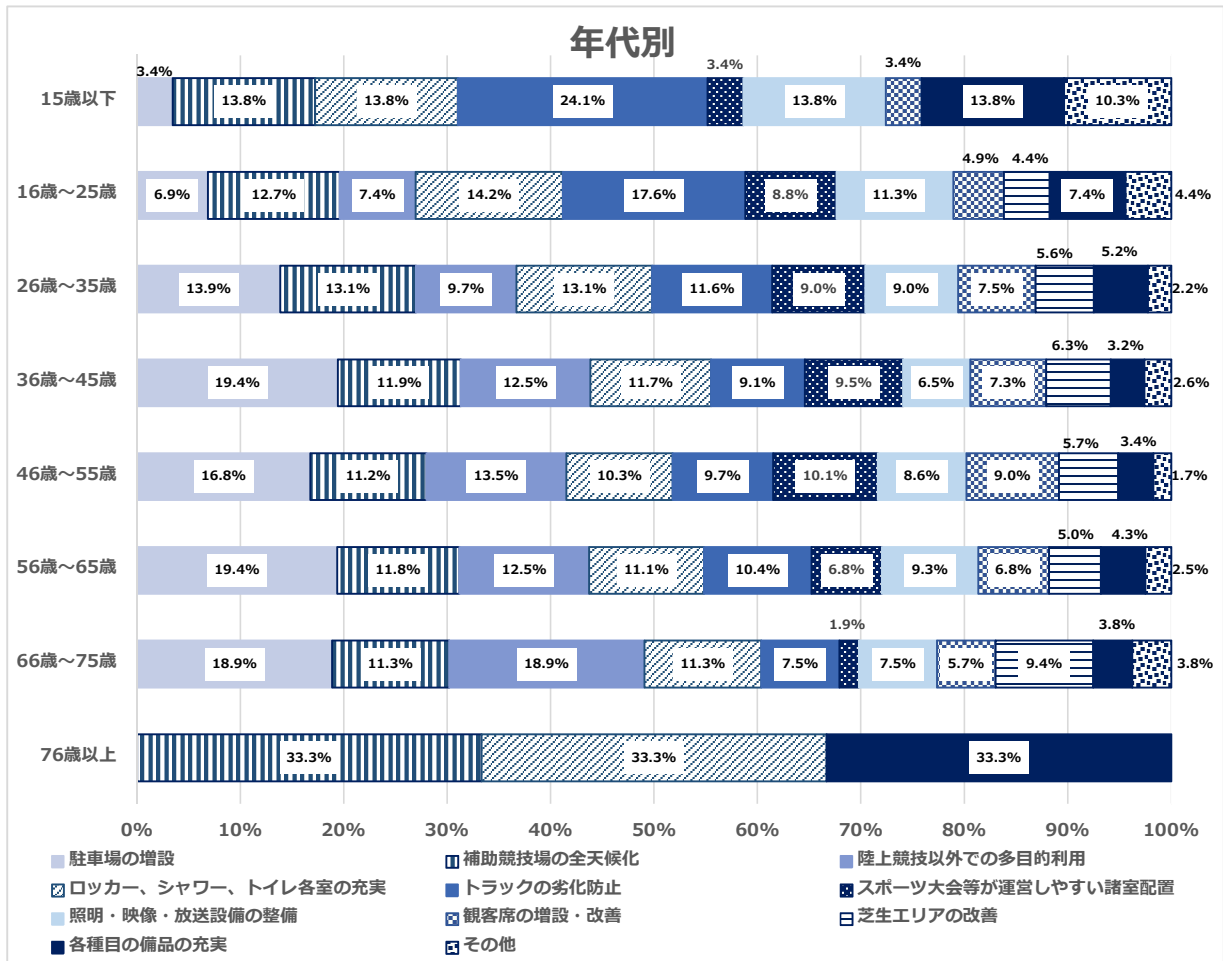 年代別
3.4% 3.4% 3.4%
15歳以下 13.8% 13.8% 24.1% 13.8% 13.8% 10.3%
4.9% 4.4%
16歳～25歳 6.9% 12.7% 7.4% 14.2% 17.6% 8.8% 11.3% 7.4% 4.4%
5.6% 5.2%
26歳～35歳 13.9% 13.1% 9.7% 13.1% 11.6% 9.0% 9.0% 7.5% 2.2%
6.3% 3.2%
36歳～45歳 19.4% 11.9% 12.5% 11.7% 9.1% 9.5% 6.5% 7.3% 2.6%
5.7% 3.4%
46歳～55歳 16.8% 11.2% 13.5% 10.3% 9.7% 10.1% 8.6% 9.0% 1.7%
5.0% 4.3%
56歳～65歳 19.4% 11.8% 12.5% 11.1% 10.4% 6.8% 9.3% 6.8% 2.5%
1.9% 3.8%
66歳～75歳 18.9% 11.3% 18.9% 11.3% 7.5% 7.5% 5.7% 9.4% 3.8%
76歳以上 33.3% 33.3% 33.3%
0% 10% 20% 30% 40% 50% 60% 70% 80% 90% 100%
駐車場の増設 補助競技場の全天候化 陸上競技以外での多目的利用
ロッカー、シャワー、トイレ各室の充実 トラックの劣化防止 スポーツ大会等が運営しやすい諸室配置
照明・映像・放送設備の整備 観客席の増設・改善 芝生エリアの改善
各種目の備品の充実 その他